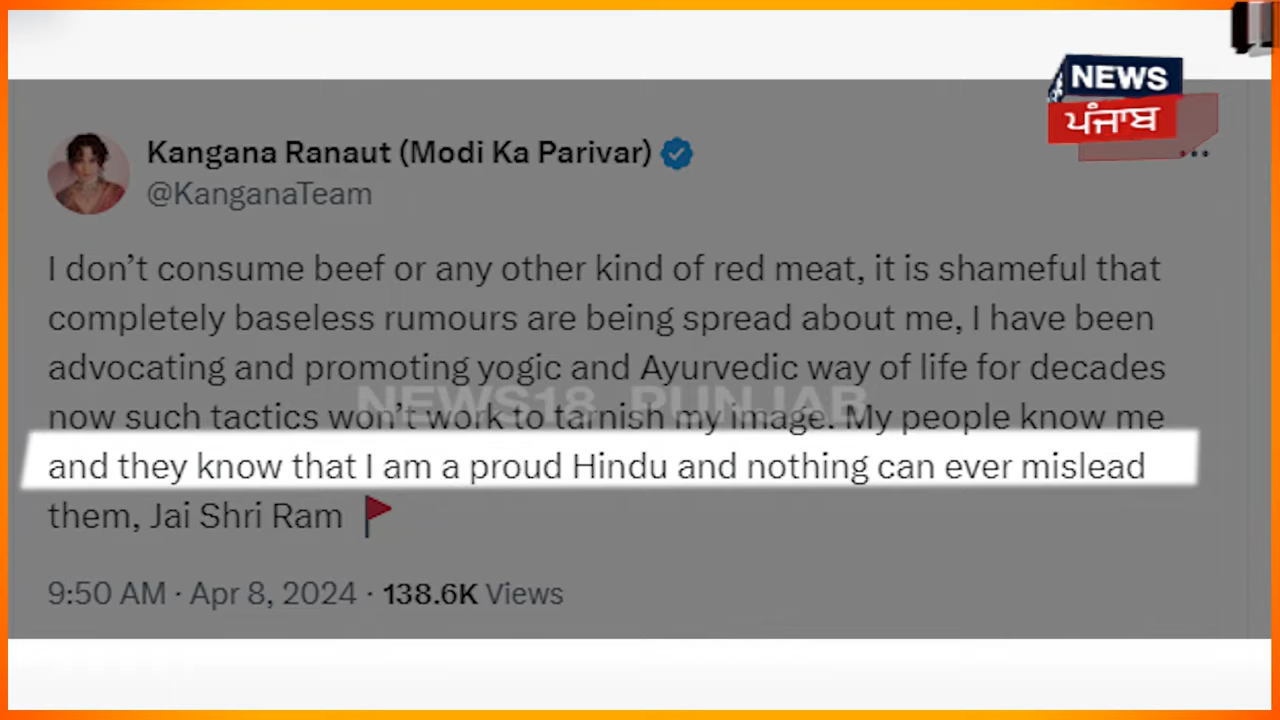 NEWS
ਪੰਜਾਬ
Kangana Ranaut (Modi Ka Parivar)
@KanganaTeam
I don’t consume beef or any other kind of red meat, it is shameful that
completely baseless rumours are being spread about me, I have been
advocating and promoting yogic and Ayurvedic way of life for decades
NEWS18 PUNJAB
now such tactics won’t work to tarnish my image. My people know me
and they know that I am a proud Hindu and nothing can ever mislead
them, Jai Shri Ram 🚩
9:50 AM · Apr 8, 2024 · 138.6K Views